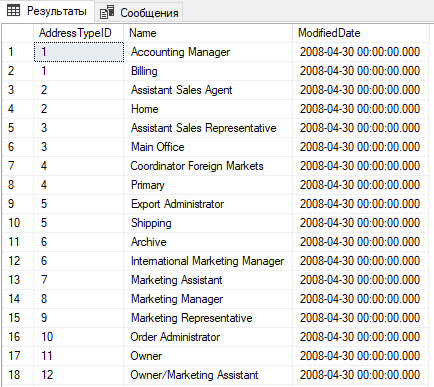 Результаты Сообщения
AddressTypeID Name ModifiedDate
1 1 Accounting Manager 2008-04-30 00:00:00.000
2 1 Billing 2008-04-30 00:00:00.000
3 2 Assistant Sales Agent 2008-04-30 00:00:00.000
4 2 Home 2008-04-30 00:00:00.000
5 3 Assistant Sales Representative 2008-04-30 00:00:00.000
6 3 Main Office 2008-04-30 00:00:00.000
7 4 Coordinator Foreign Markets 2008-04-30 00:00:00.000
8 4 Primary 2008-04-30 00:00:00.000
9 5 Export Administrator 2008-04-30 00:00:00.000
10 5 Shipping 2008-04-30 00:00:00.000
11 6 Archive 2008-04-30 00:00:00.000
12 6 International Marketing Manager 2008-04-30 00:00:00.000
13 7 Marketing Assistant 2008-04-30 00:00:00.000
14 8 Marketing Manager 2008-04-30 00:00:00.000
15 9 Marketing Representative 2008-04-30 00:00:00.000
16 10 Order Administrator 2008-04-30 00:00:00.000
17 11 Owner 2008-04-30 00:00:00.000
18 12 Owner/Marketing Assistant 2008-04-30 00:00:00.000